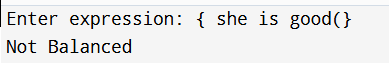 Enter expression: { she is good(}
Not Balanced